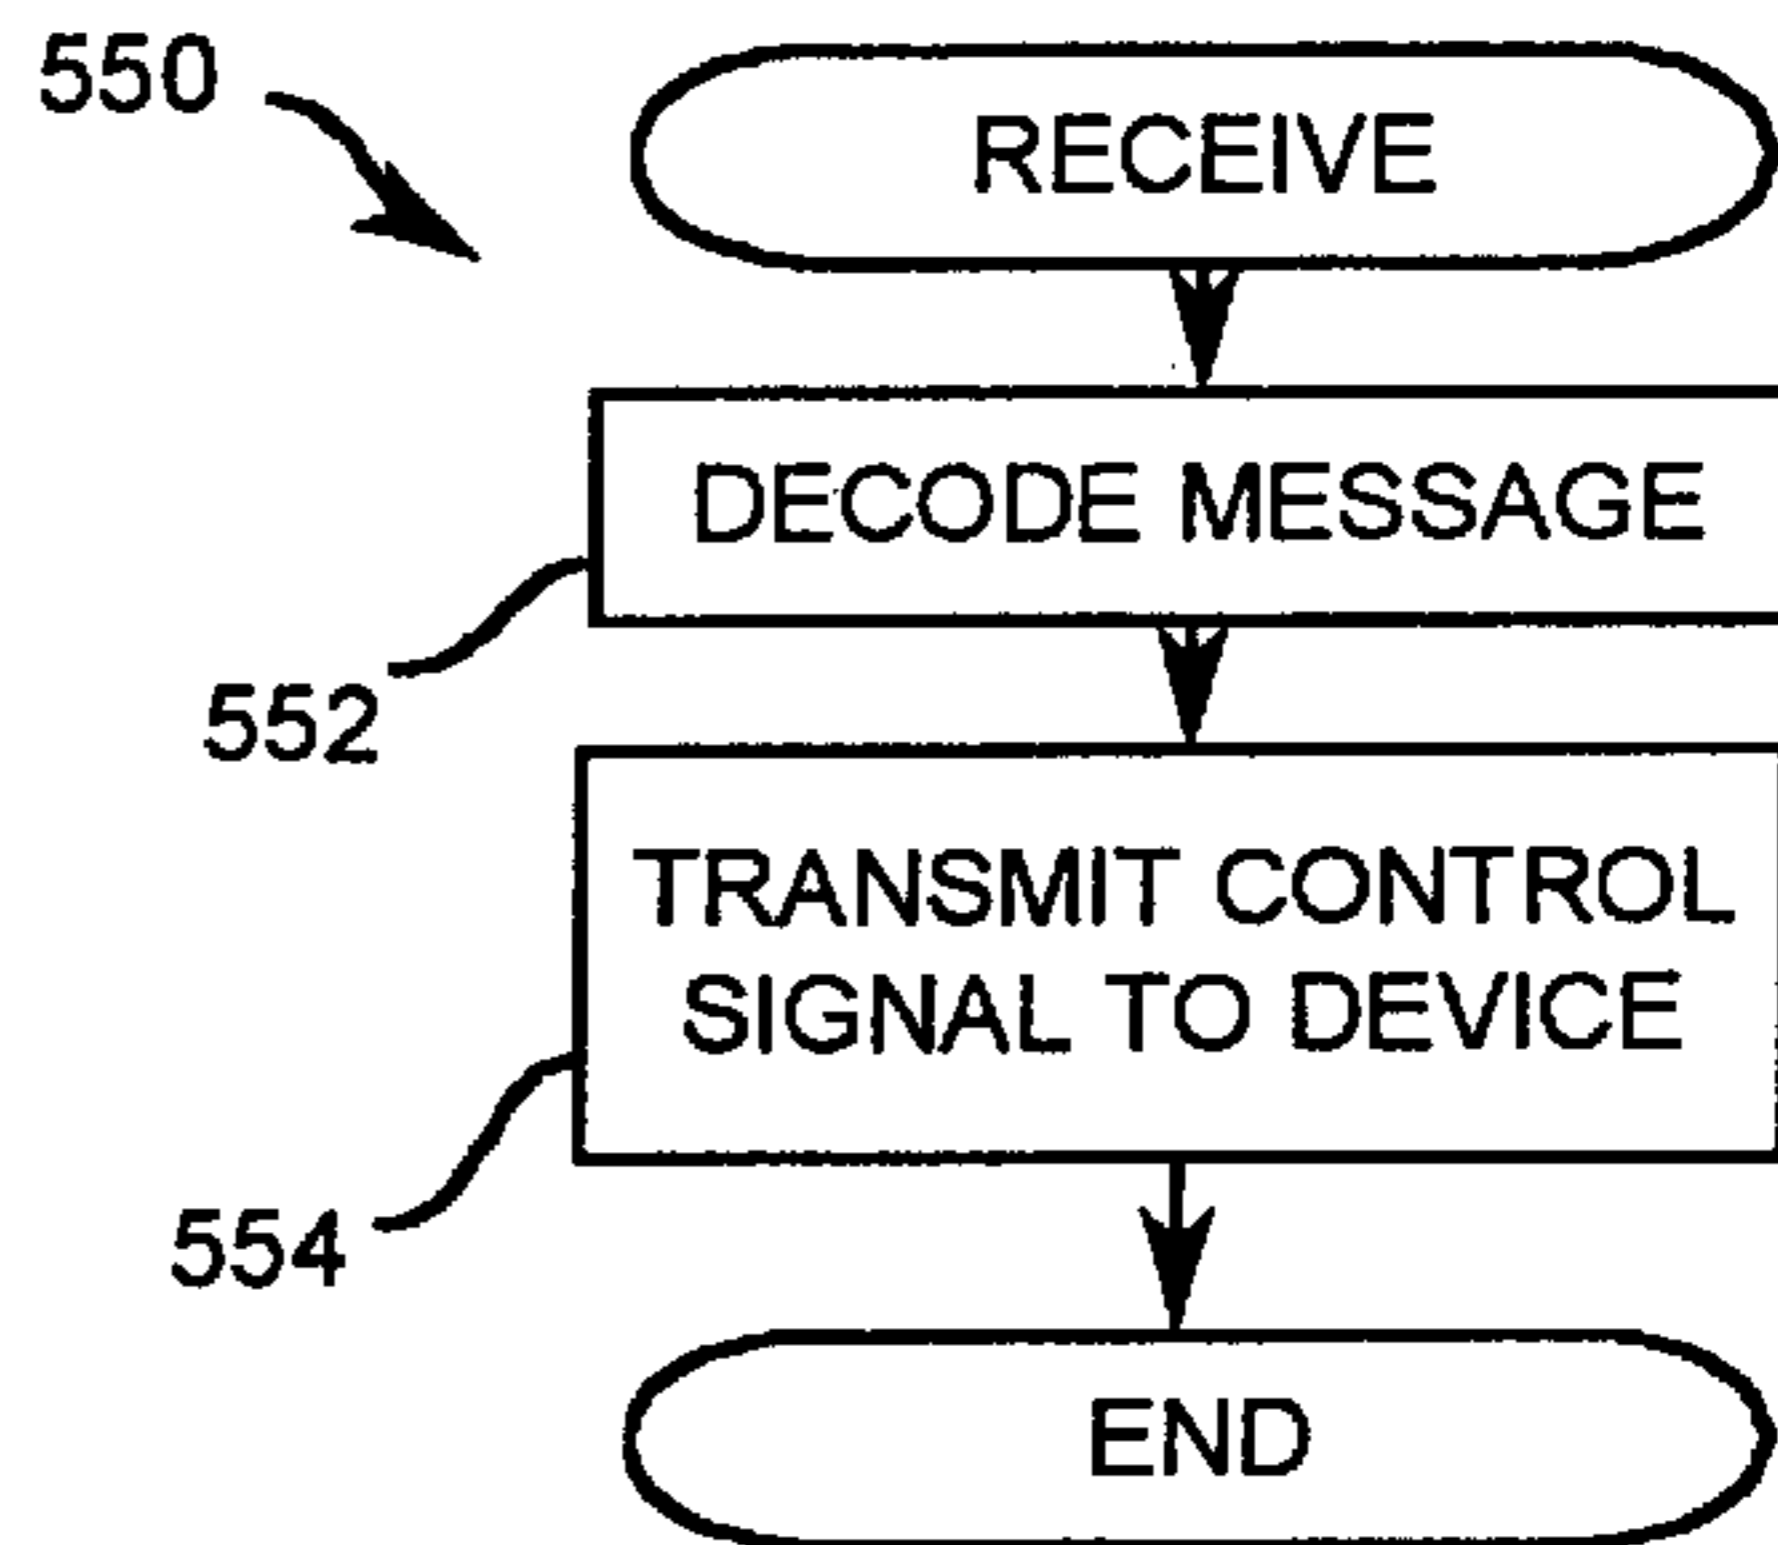 550
RECEIVE
DECODE MESSAGE
552
TRANSMIT CONTROL
SIGNAL TO DEVICE
554
END